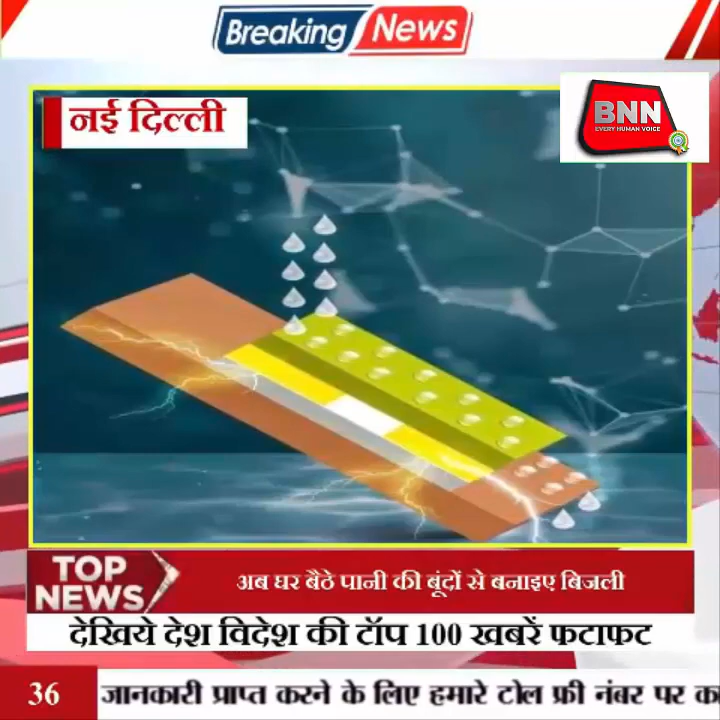 Breaking News
नई दिल्ली
BNN
EVERY HUMAN VOICE
TOP NEWS
अब घर बैठे पानी की बूंदों से बनाइए बिजली
देखिये देश विदेश की टॉप 100 खबरें फटाफट
36 जानकारी प्राप्त करने के लिए हमारे टोल फ्री नंबर पर